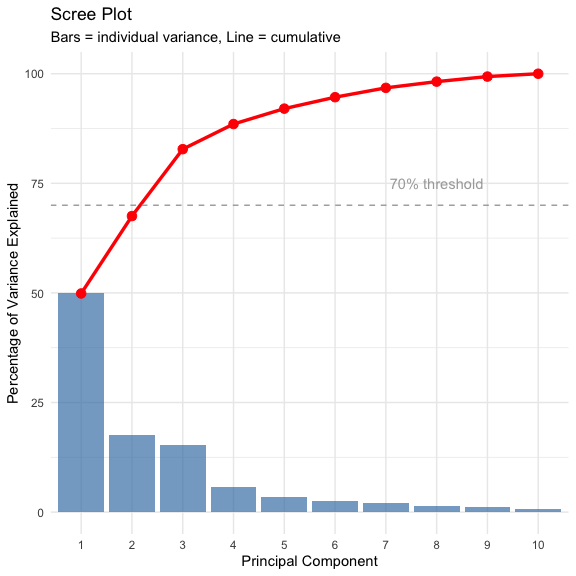 Scree Plot
Bars = individual variance, Line = cumulative
Percentage of Variance Explained
100
75
50
25
0
70% threshold
1 2 3 4 5 6 7 8 9 10
Principal Component